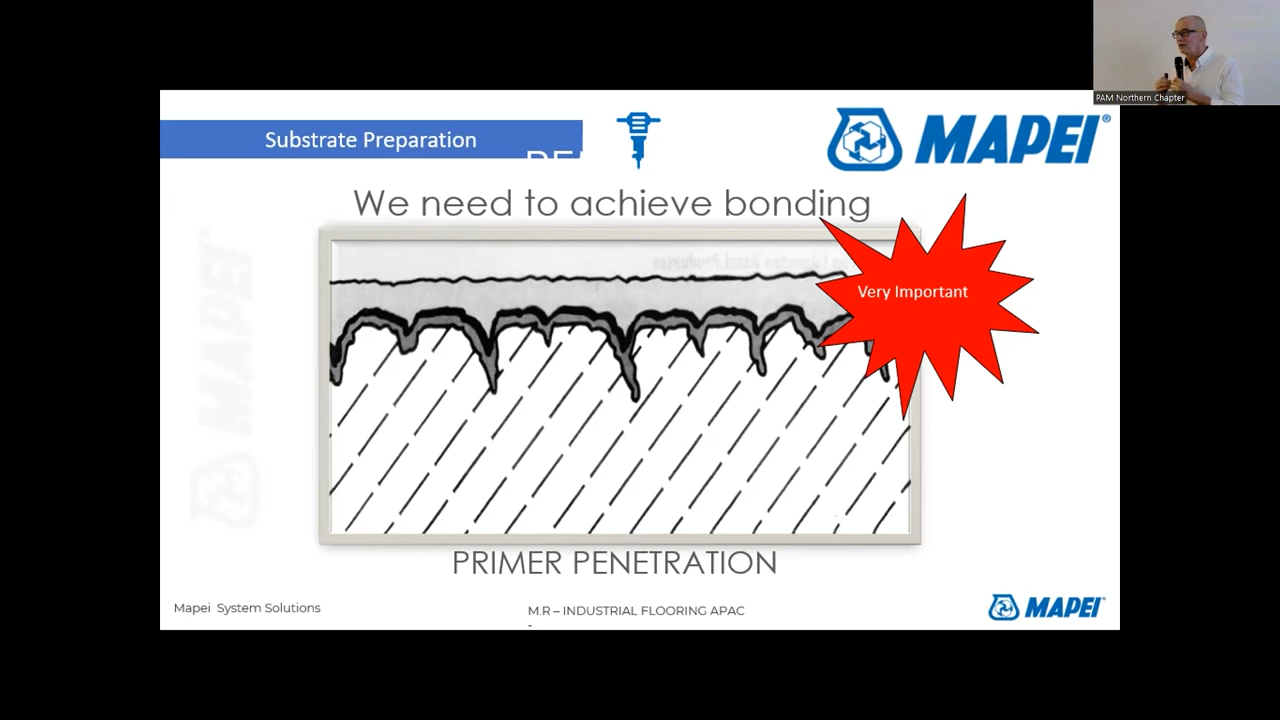 PAM Northern Chapter
Substrate Preparation
MAPEI®
We need to achieve bonding
Very Important
MAPEI
PRIMER PENETRATION
Mapei System Solutions
M.R – INDUSTRIAL FLOORING APAC
-
MAPEI®